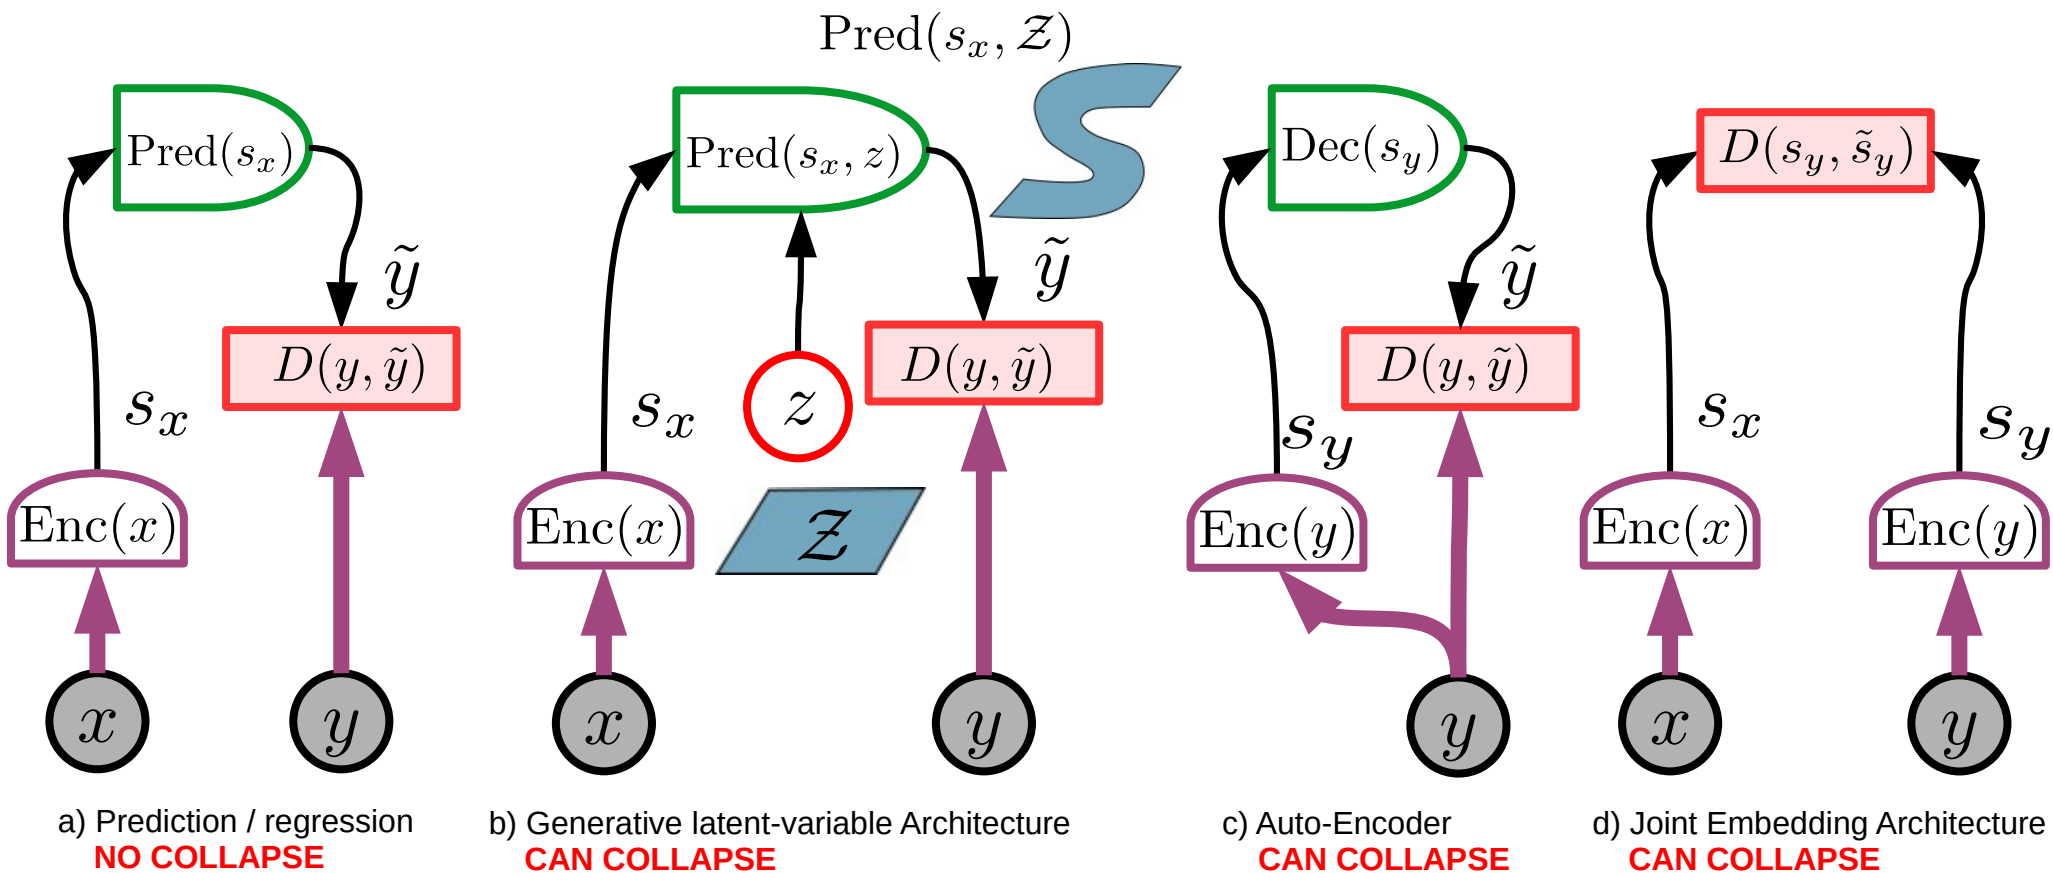 Pred(s_x, 𝒵)
Pred(s_x)
ỹ
D(y, ỹ)
s_x
Enc(x)
x
y
a) Prediction / regression
NO COLLAPSE
Pred(s_x, z)
ỹ
D(y, ỹ)
s_x
z
Enc(x)
𝒵
x
y
b) Generative latent-variable Architecture
CAN COLLAPSE
Dec(s_y)
ỹ
D(y, ỹ)
s_y
Enc(y)
y
c) Auto-Encoder
CAN COLLAPSE
D(s_y, s̃_y)
s_x
s_y
Enc(x)
Enc(y)
x
y
d) Joint Embedding Architecture
CAN COLLAPSE